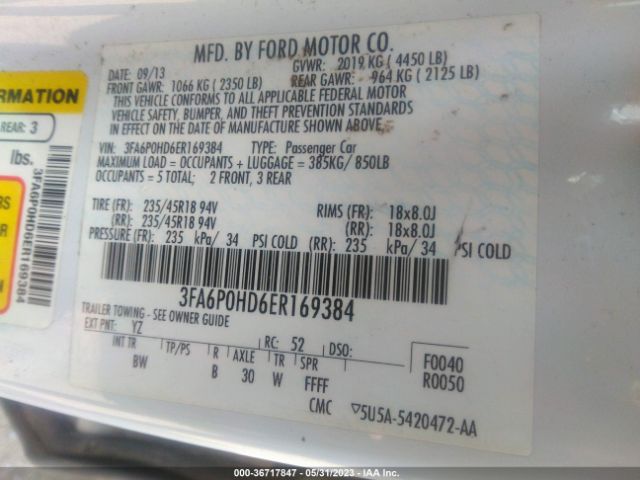 MFD. BY FORD MOTOR CO.
DATE: 09/13 GVWR: 2019 KG ( 4450 LB)
FRONT GAWR: 1066 KG ( 2350 LB) REAR GAWR: 964 KG ( 2125 LB)
THIS VEHICLE CONFORMS TO ALL APPLICABLE FEDERAL MOTOR
VEHICLE SAFETY, BUMPER, AND THEFT PREVENTION STANDARDS
IN EFFECT ON THE DATE OF MANUFACTURE SHOWN ABOVE.
VIN: 3FA6P0HD6ER169384 TYPE: Passenger Car
MAXIMUM LOAD = OCCUPANTS + LUGGAGE = 385KG/ 850LB
OCCUPANTS = 5 TOTAL; 2 FRONT, 3 REAR
TIRE (FR): 235/45R18 94V RIMS (FR): 18x8.0J
(RR): 235/45R18 94V (RR): 18x8.0J
PRESSURE (FR): 235 kPa/ 34 PSI COLD (RR): 235 kPa/ 34 PSI COLD
3FA6P0HD6ER169384
TRAILER TOWING - SEE OWNER GUIDE
EXT PNT: YZ RC: 52 DSO:
INT TR TP/PS R AXLE TR SPR F0040
BW B 30 W FFFF R0050
CMC 5U5A-5420472-AA
ORMATION
REAR: 3
lbs.
3FA6P0HD6ER169384
RS
R
H
000-36717847 - 05/31/2023 - IAA Inc.